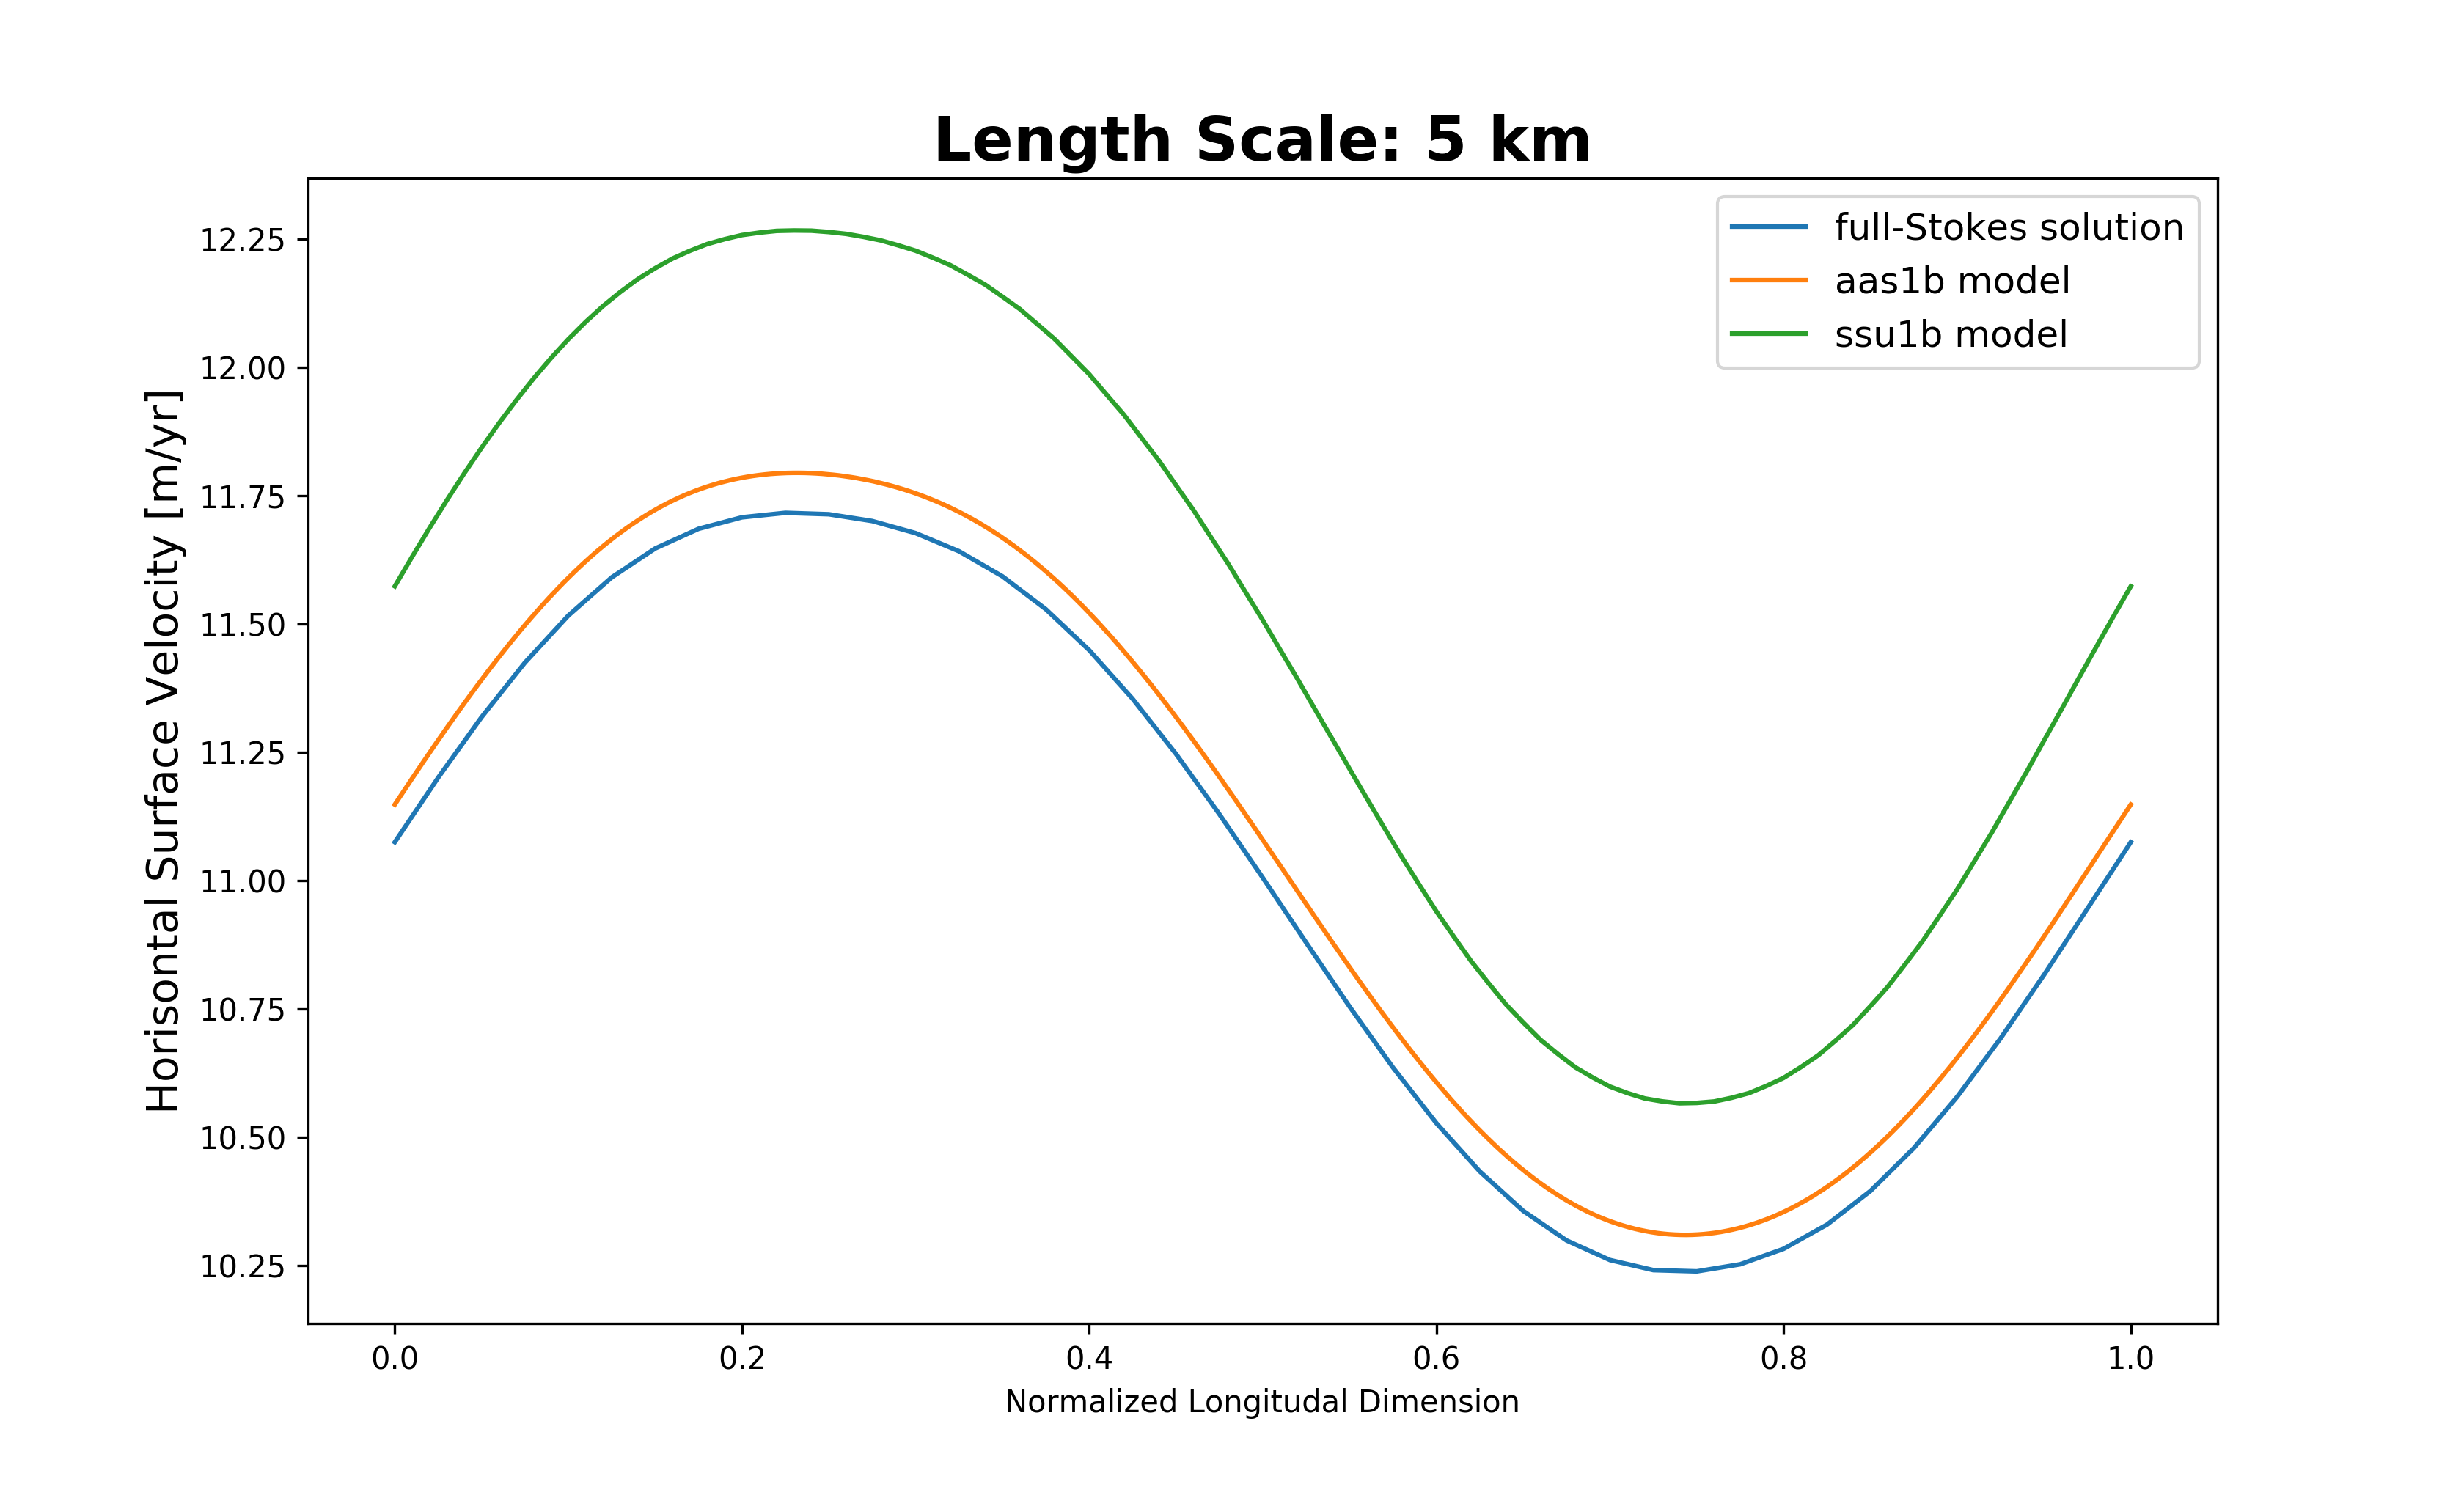 Length Scale: 5 km
full-Stokes solution
aas1b model
ssu1b model
Horisontal Surface Velocity [m/yr]
12.25
12.00
11.75
11.50
11.25
11.00
10.75
10.50
10.25
0.0 0.2 0.4 0.6 0.8 1.0
Normalized Longitudal Dimension